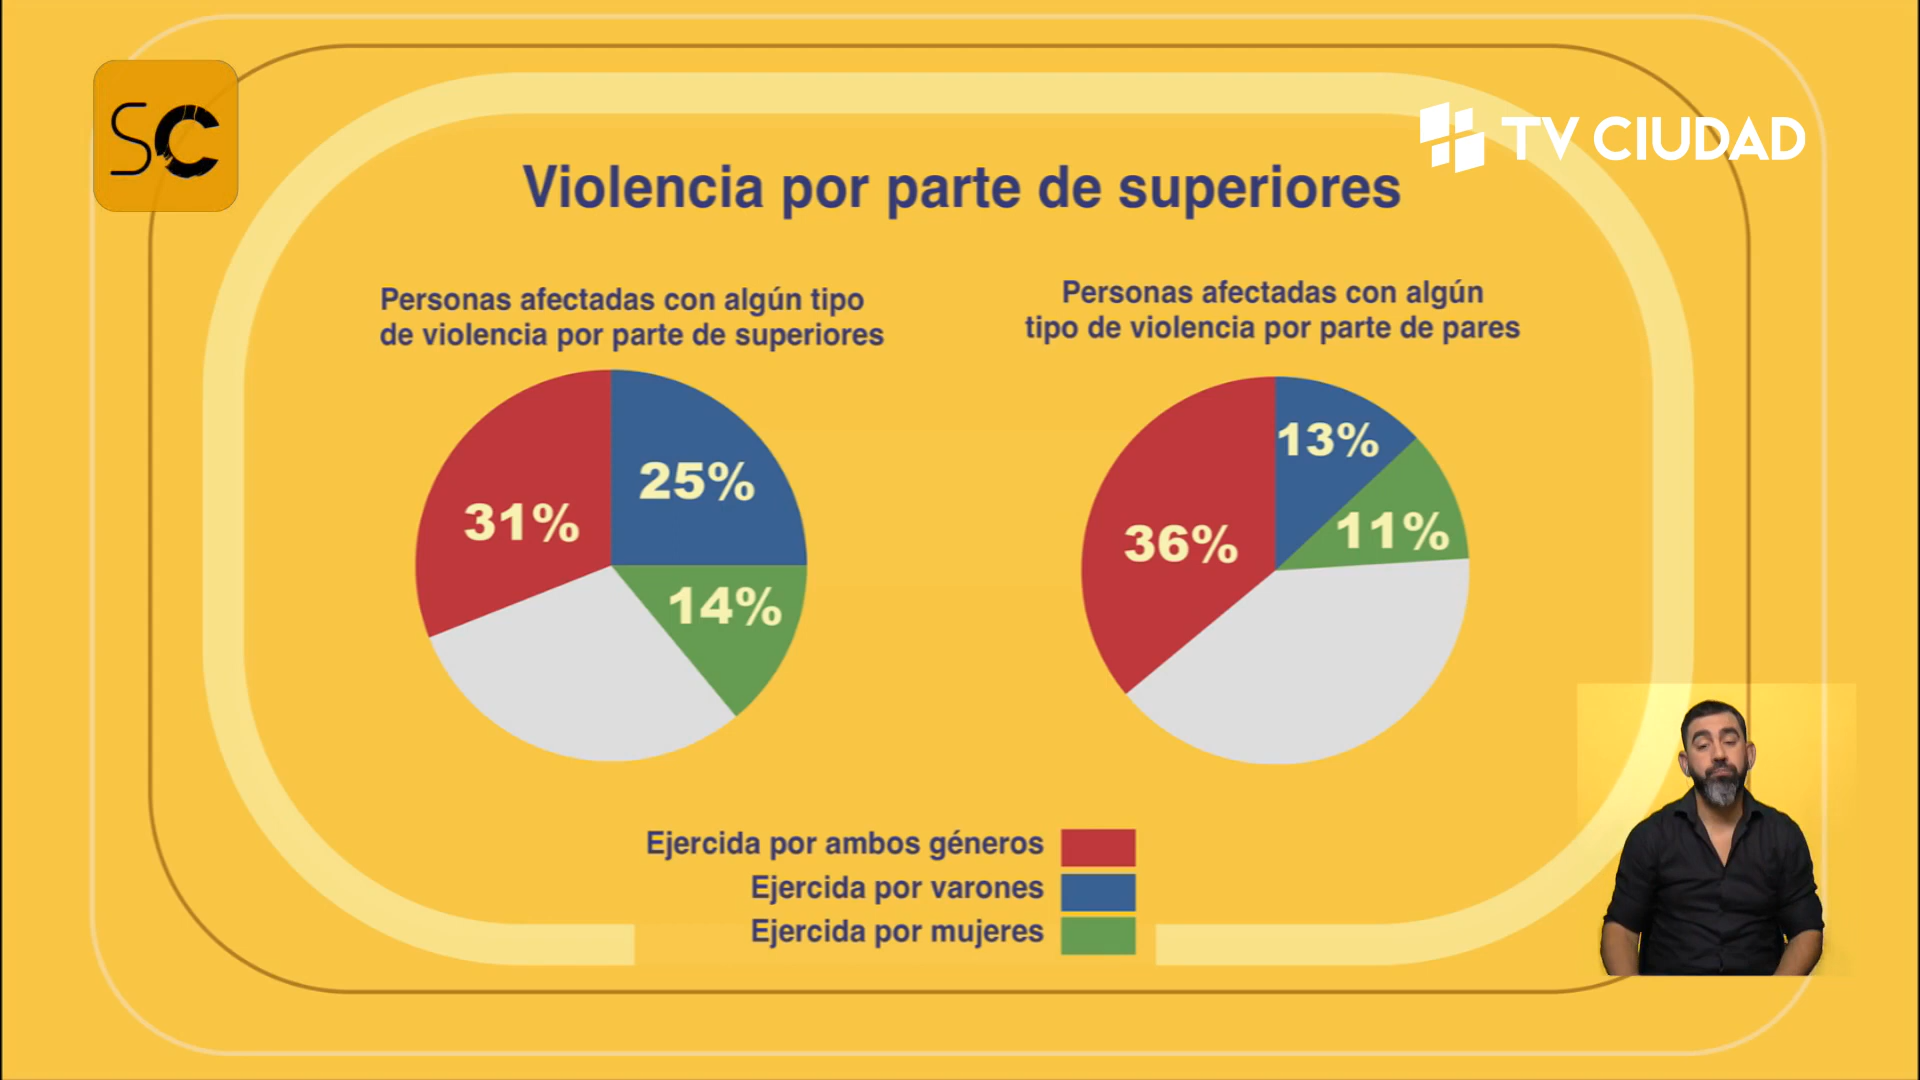 SC
TV CIUDAD
Violencia por parte de superiores
Personas afectadas con algún tipo
de violencia por parte de superiores
Personas afectadas con algún
tipo de violencia por parte de pares
31%
25%
14%
36%
13%
11%
Ejercida por ambos géneros
Ejercida por varones
Ejercida por mujeres